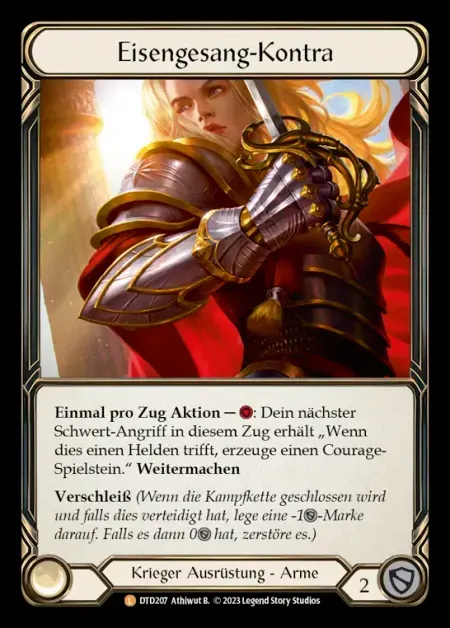 Eisengesang-Kontra
Einmal pro Zug Aktion — : Dein nächster
Schwert-Angriff in diesem Zug erhält „Wenn
dies einen Helden trifft, erzeuge einen Courage-
Spielstein.“ Weitermachen
Verschleiß (Wenn die Kampfkette geschlossen wird
und falls dies verteidigt hat, lege eine -1-Marke
darauf. Falls es dann 0 hat, zerstöre es.)
Krieger Ausrüstung - Arme
2
L DTD207 Athiwut B. © 2023 Legend Story Studios